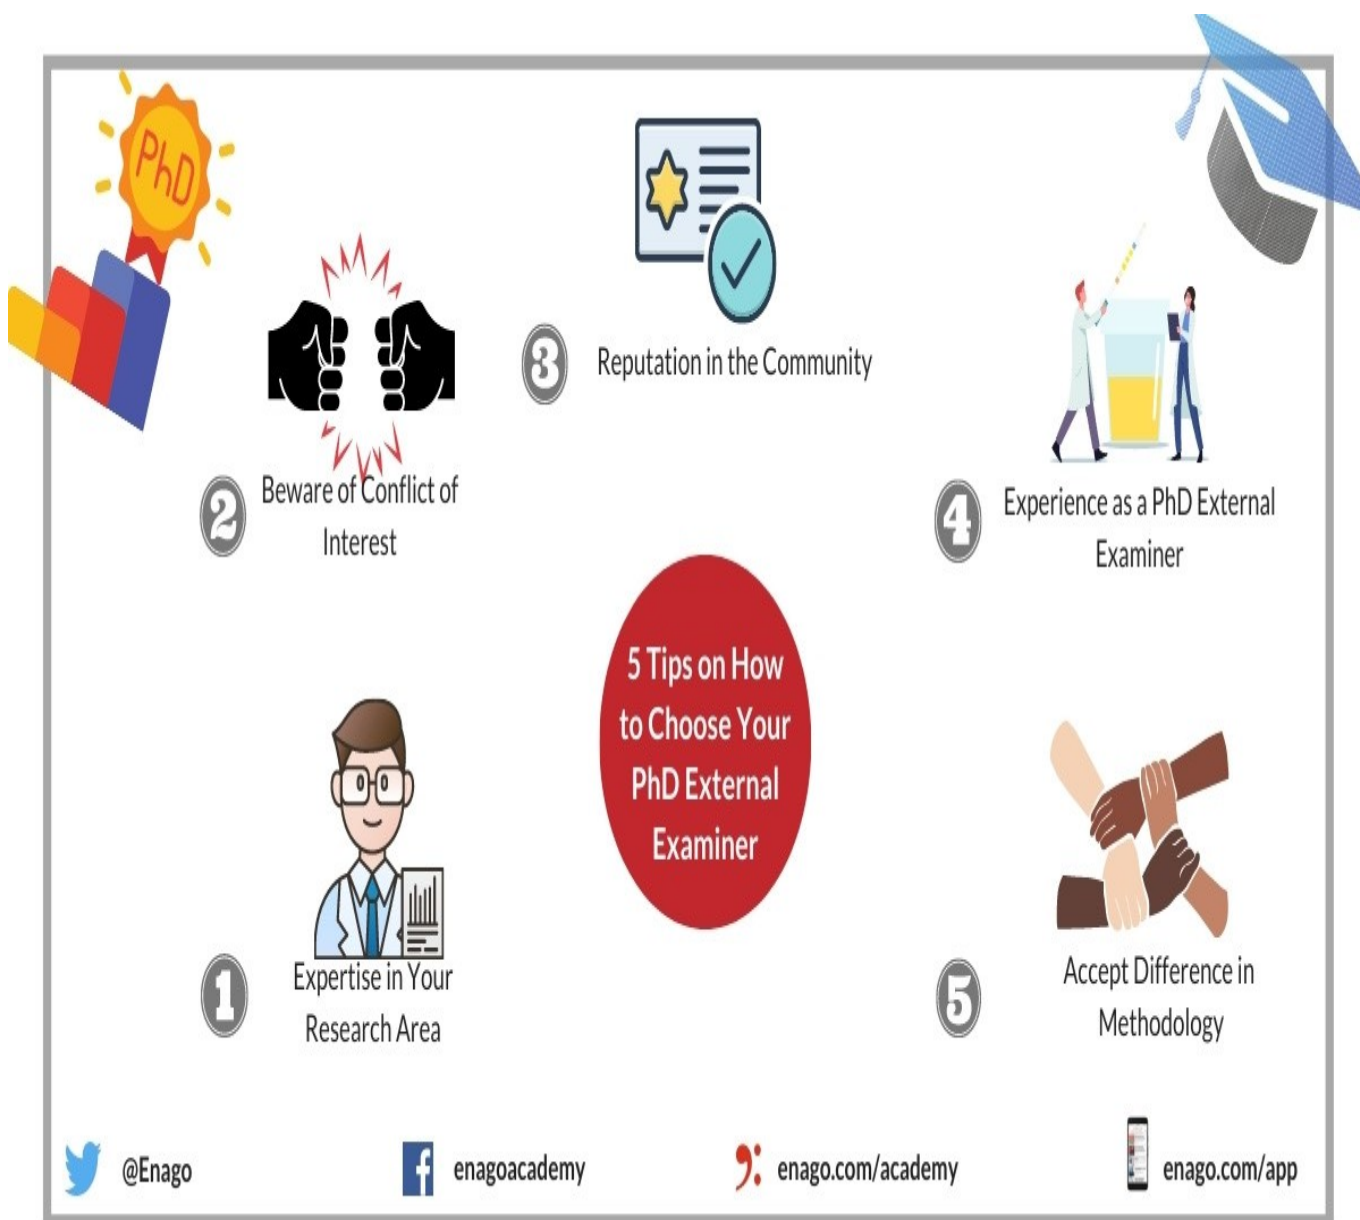 PhD
3
Reputation in the Community
2
Beware of Conflict of
Interest
4
Experience as a PhD External
Examiner
5 Tips on How
to Choose Your
PhD External
Examiner
1
Expertise in Your
Research Area
5
Accept Difference in
Methodology
@Enago
enagoacademy
enago.com/academy
enago.com/app